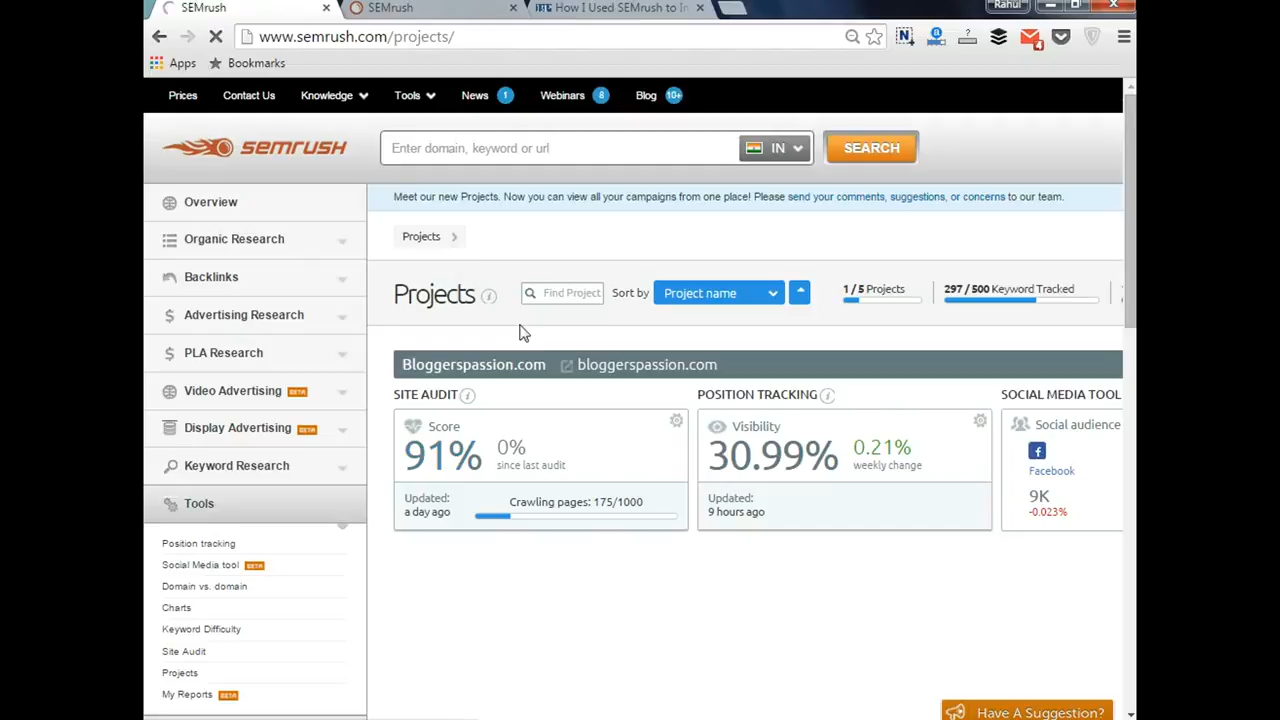 SEMrush
SEMrush
How I Used SEMrush to In
Rahul
www.semrush.com/projects/
4
Apps
Bookmarks
Prices
Contact Us
Knowledge
Tools
News 1
Webinars 8
Blog 10+
SEMRUSH
Enter domain, keyword or url
IN
SEARCH
Overview
Organic Research
Backlinks
Advertising Research
PLA Research
Video Advertising BETA
Display Advertising BETA
Keyword Research
Tools
Position tracking
Social Media tool BETA
Domain vs. domain
Charts
Keyword Difficulty
Site Audit
Projects
My Reports BETA
Meet our new Projects. Now you can view all your campaigns from one place! Please send your comments, suggestions, or concerns to our team.
Projects
Projects
Find Project
Sort by
Project name
1 / 5 Projects
297 / 500 Keyword Tracked
Bloggerspassion.com
bloggerspassion.com
SITE AUDIT
Score
91%
0%
since last audit
Updated:
a day ago
Crawling pages: 175/1000
POSITION TRACKING
Visibility
30.99%
0.21%
weekly change
Updated:
9 hours ago
SOCIAL MEDIA TOOL
Social audience
Facebook
9K
-0.023%
Have A Suggestion?